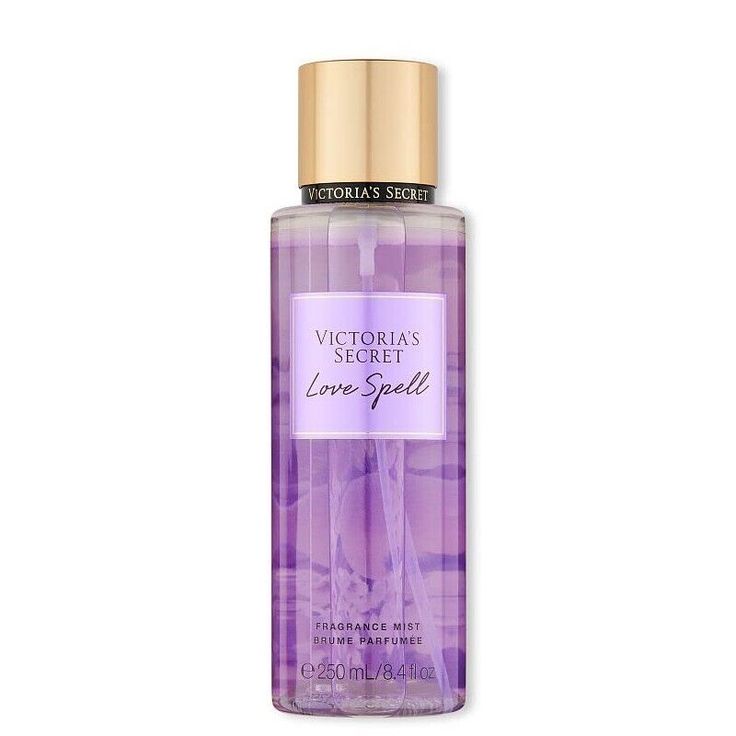 VICTORIA'S SECRET
VICTORIA'S
SECRET
Love Spell
FRAGRANCE MIST
BRUME PARFUMÉE
℮250 mL/8.4 fl oz